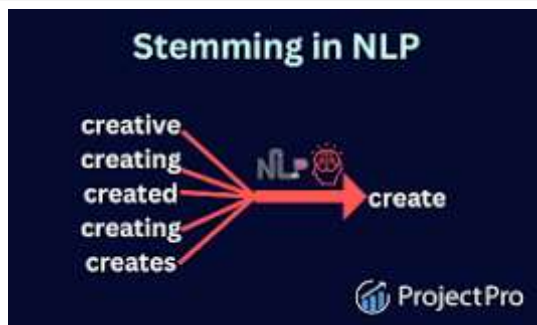 Stemming in NLP
creative
creating
created
creating
creates
NLP
create
ProjectPro